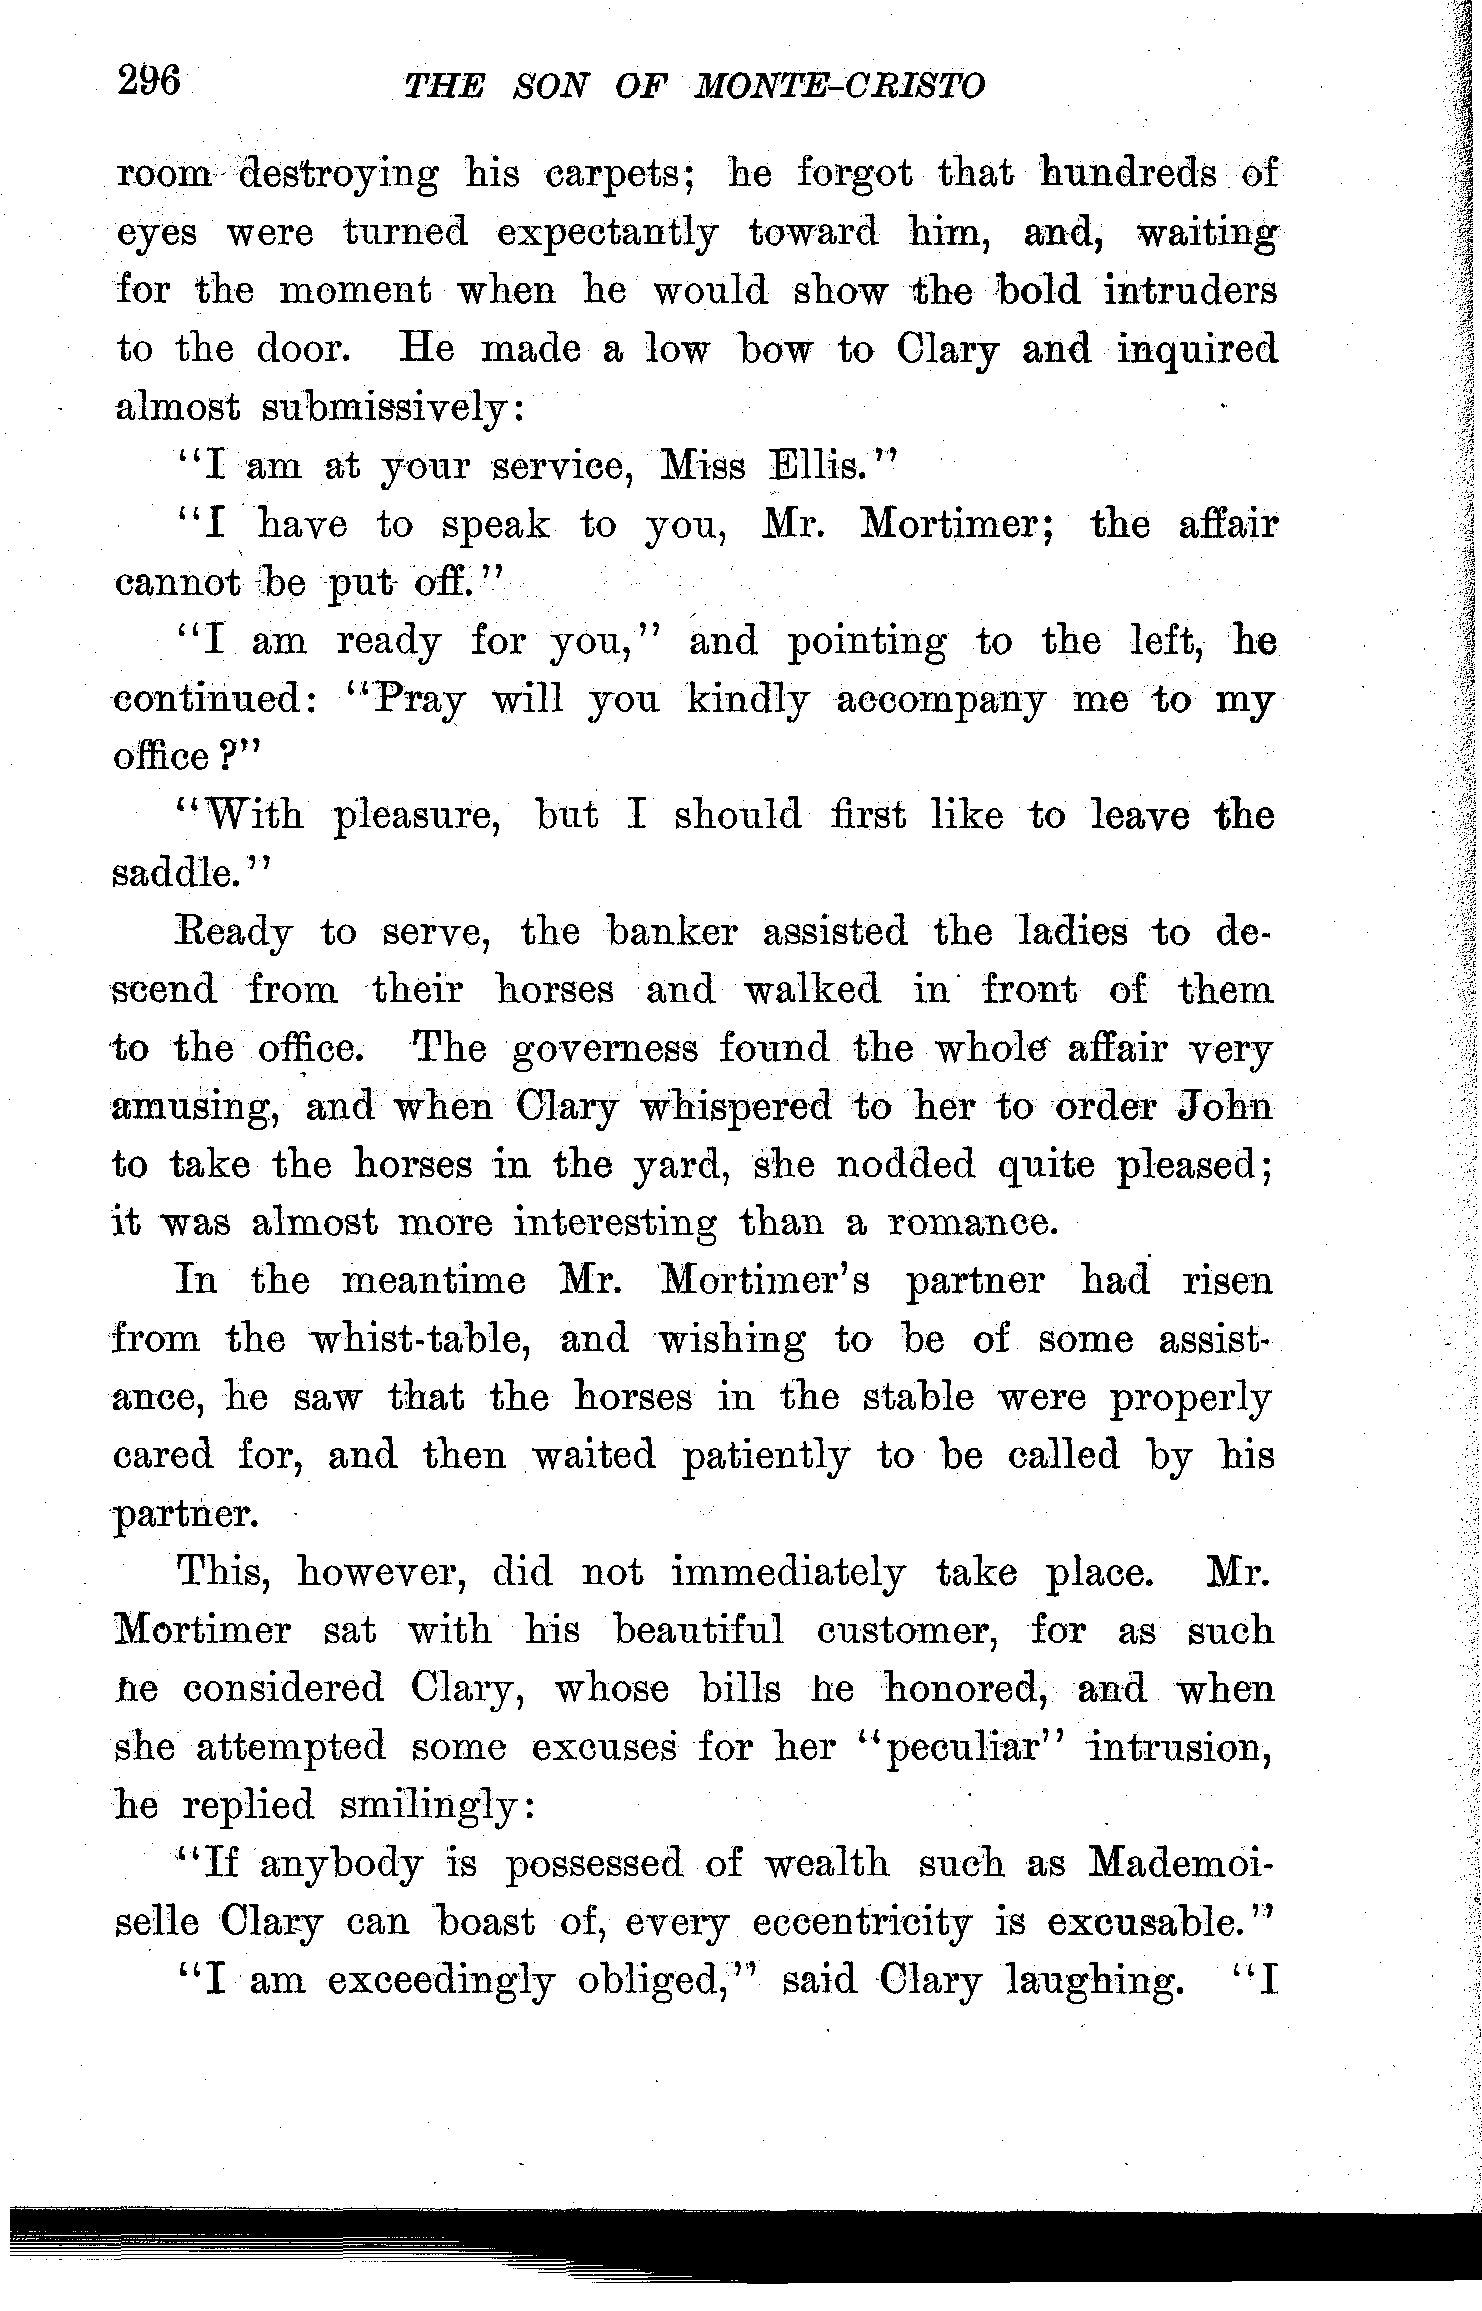 296 THE SON OF MONTE-CRISTO
room destroying his carpets; he forgot that hundreds of
eyes were turned expectantly toward him, and, waiting
for the moment when he would show the bold intruders
to the door. He made a low bow to Clary and inquired
almost submissively:
"I am at your service, Miss Ellis."
"I have to speak to you, Mr. Mortimer; the affair
cannot be put off."
"I am ready for you," and pointing to the left, he
continued: "Pray will you kindly accompany me to my
office?"
"With pleasure, but I should first like to leave the
saddle."
Ready to serve, the banker assisted the ladies to de-
scend from their horses and walked in front of them
to the office. The governess found the whole affair very
amusing, and when Clary whispered to her to order John
to take the horses in the yard, she nodded quite pleased;
it was almost more interesting than a romance.
In the meantime Mr. Mortimer's partner had risen
from the whist-table, and wishing to be of some assist-
ance, he saw that the horses in the stable were properly
cared for, and then waited patiently to be called by his
partner.
This, however, did not immediately take place. Mr.
Mortimer sat with his beautiful customer, for as such
he considered Clary, whose bills he honored, and when
she attempted some excuses for her "peculiar" intrusion,
he replied smilingly:
"If anybody is possessed of wealth such as Mademoi-
selle Clary can boast of, every eccentricity is excusable."
"I am exceedingly obliged," said Clary laughing. "I